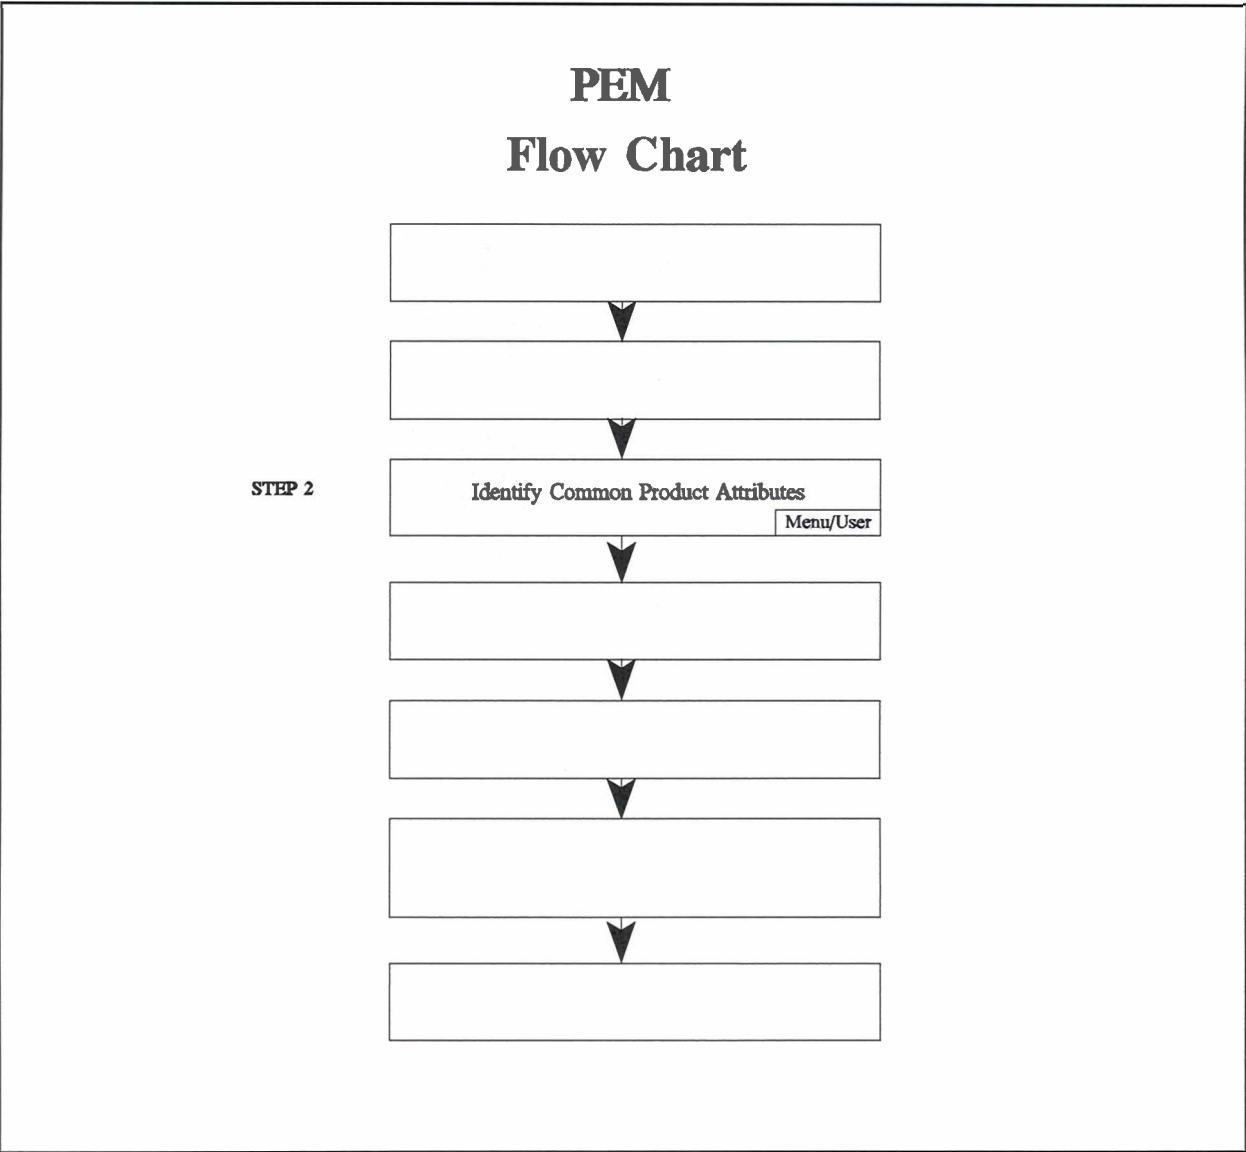 PEM
Flow Chart
STEP 2
Identify Common Product Attributes
Menu/User